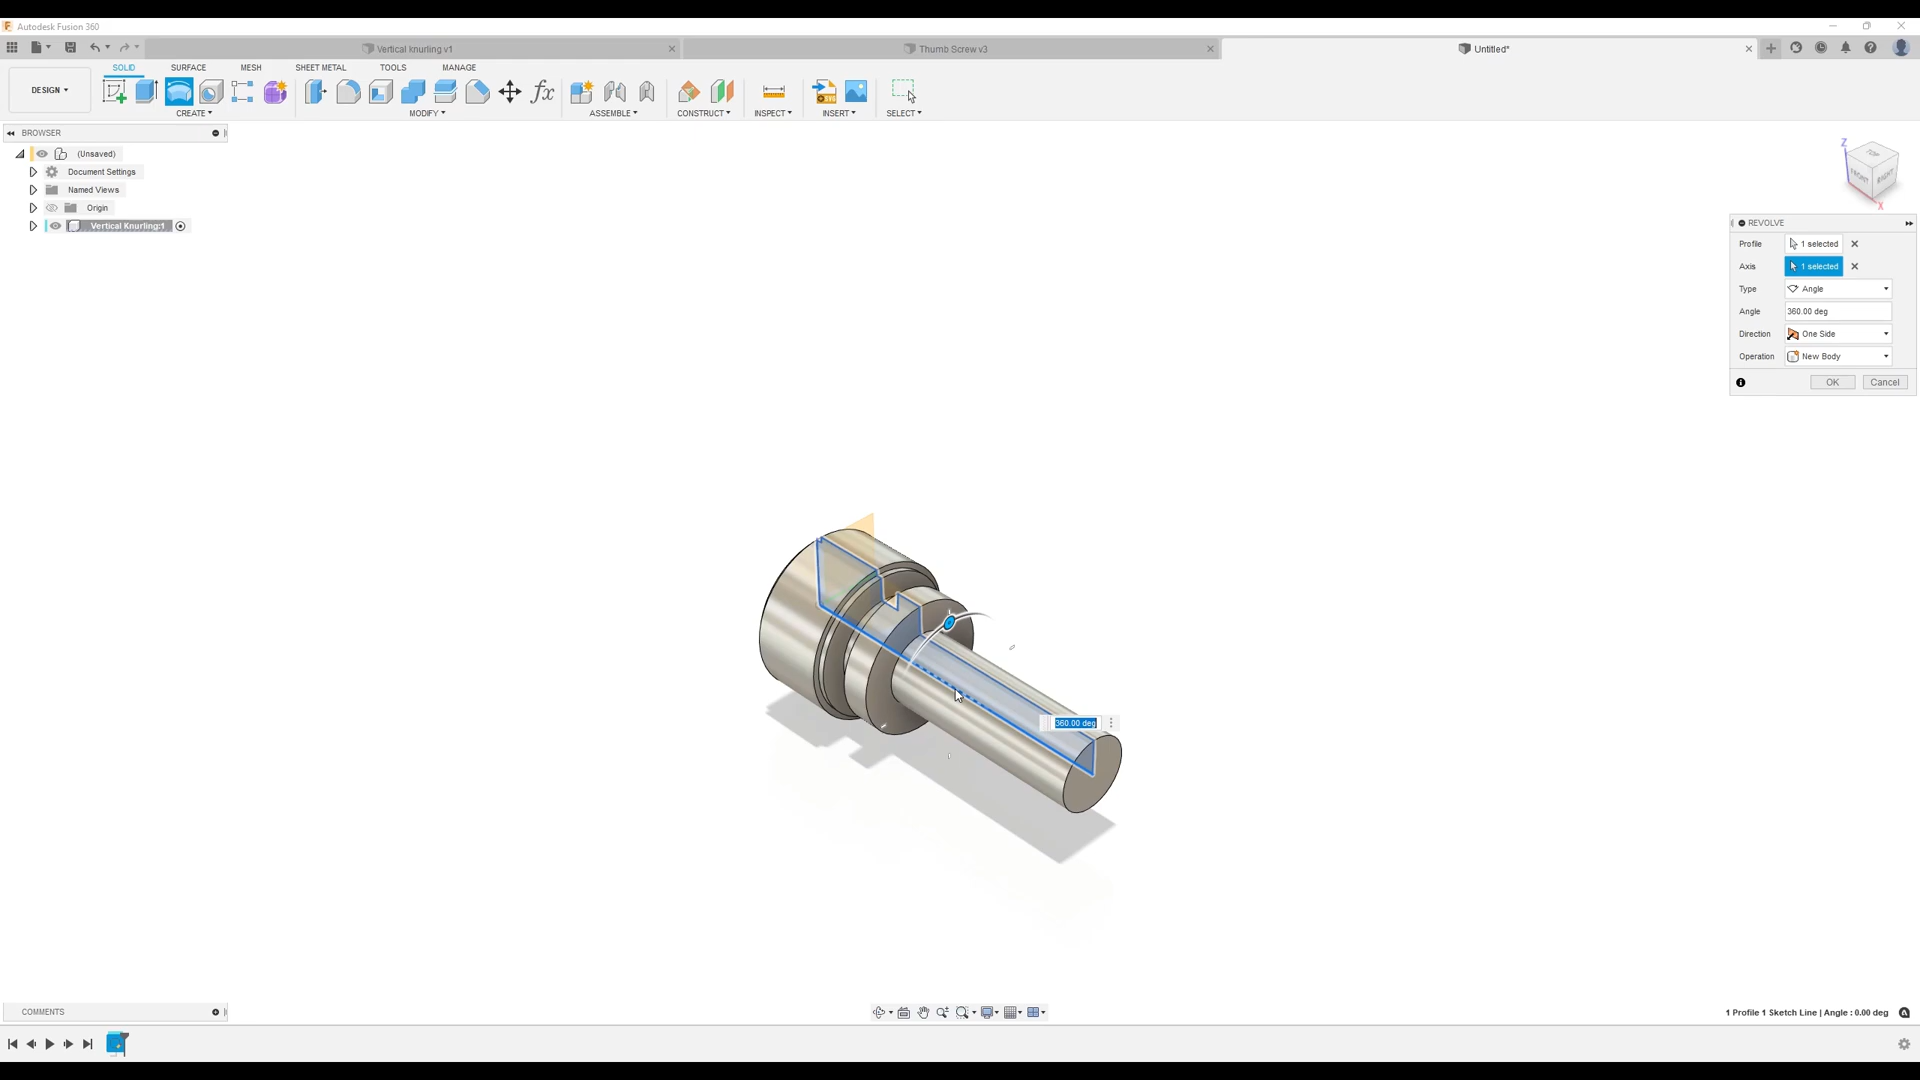 Autodesk Fusion 360
Vertical knurling v1
Thumb Screw v3
Untitled*
SOLID SURFACE MESH SHEET METAL TOOLS MANAGE
DESIGN
CREATE MODIFY ASSEMBLE CONSTRUCT INSPECT INSERT SELECT
BROWSER
(Unsaved)
Document Settings
Named Views
Origin
Vertical Knurling:1
Z
TOP
FRONT RIGHT
X
REVOLVE
Profile 1 selected
Axis 1 selected
Type Angle
Angle 360.00 deg
Direction One Side
Operation New Body
OK Cancel
360.00 deg
COMMENTS
1 Profile 1 Sketch Line | Angle : 0.00 deg